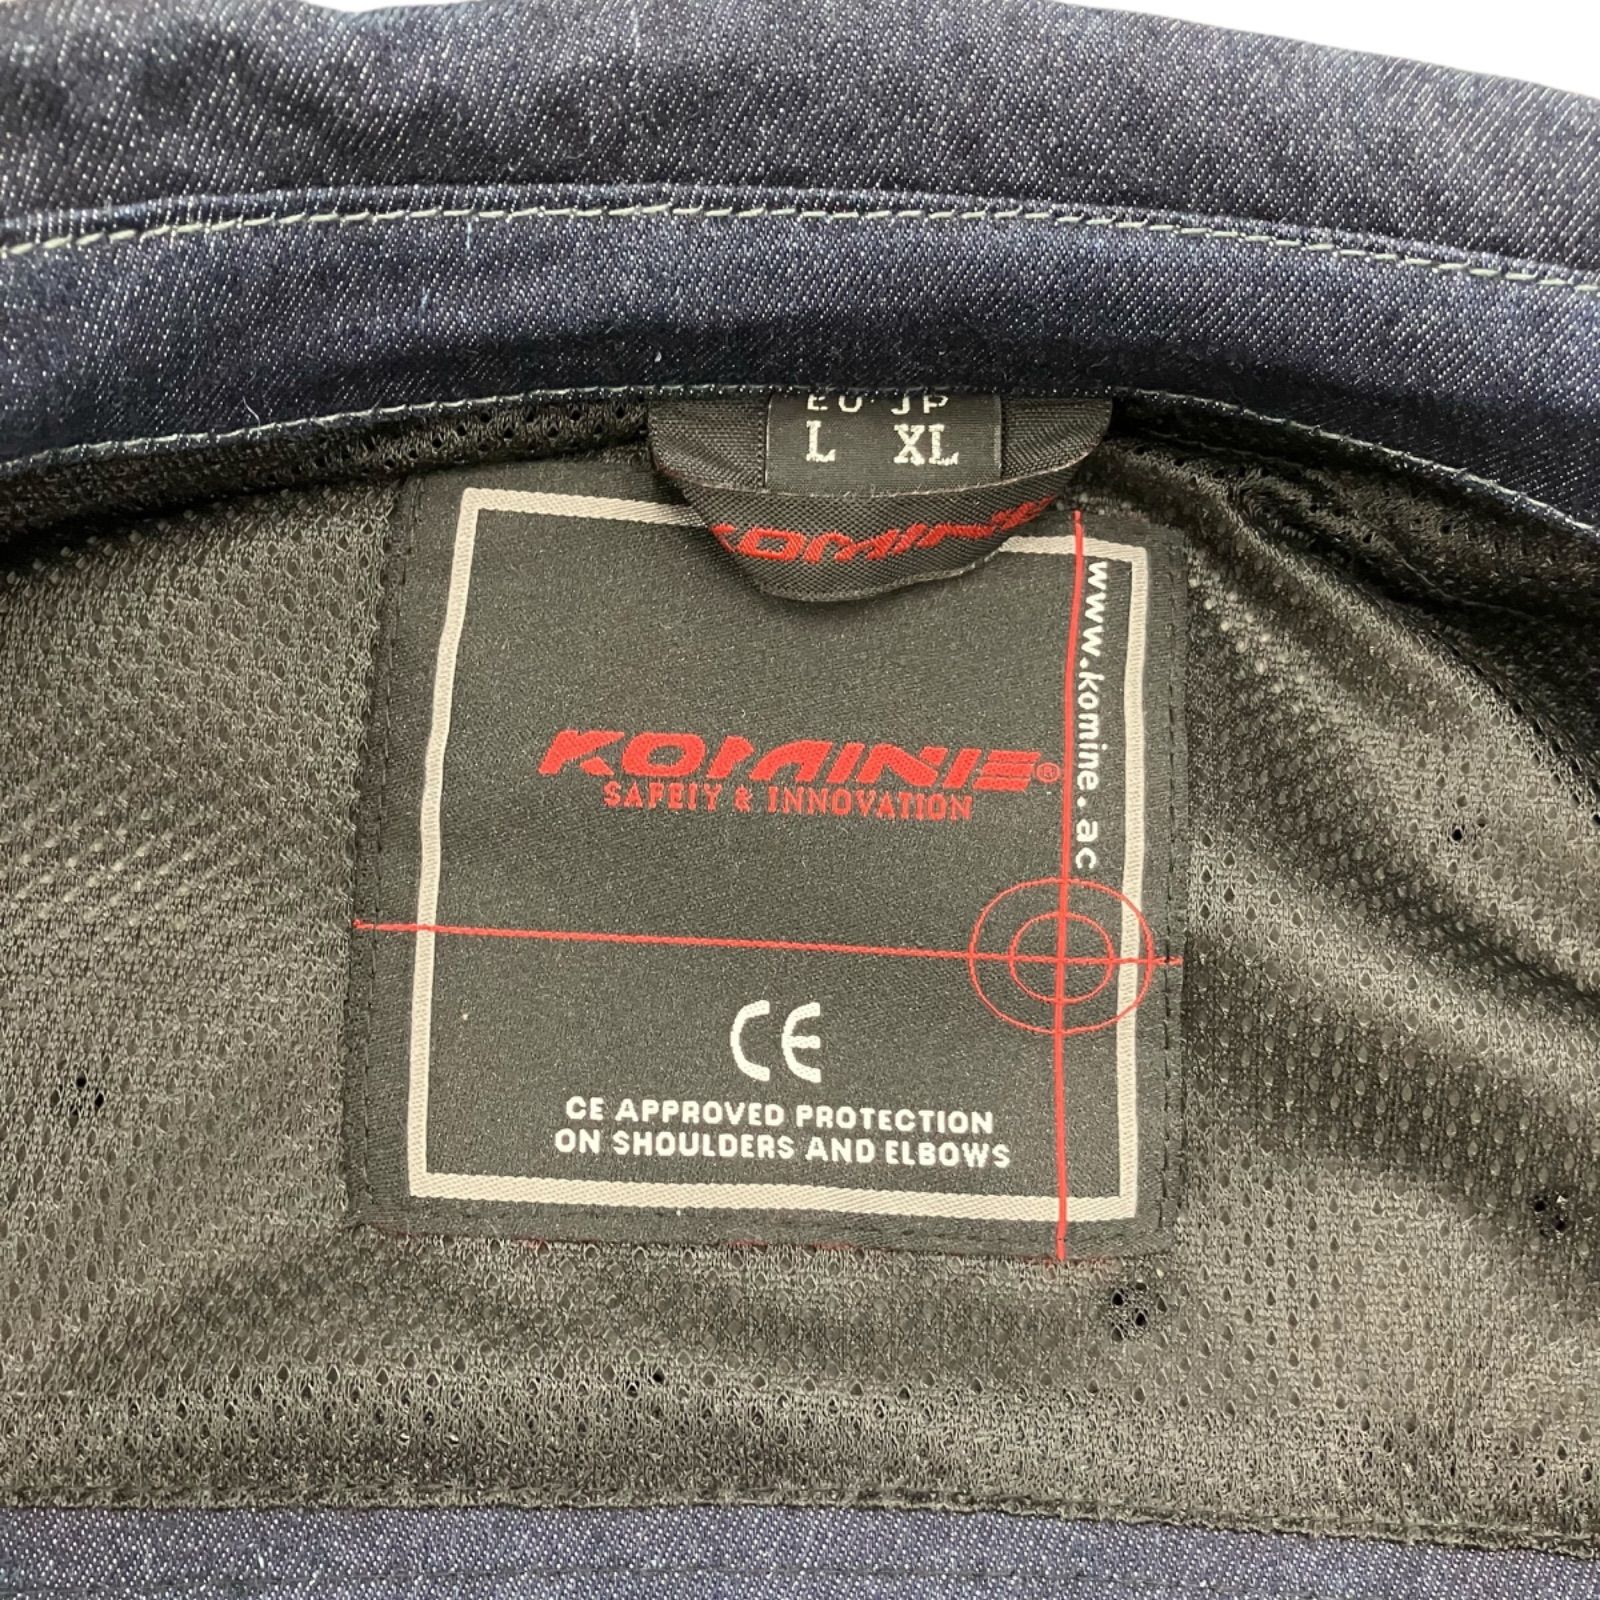 EU JP
L XL
KOMINE
www.komine.ac
KOMINE®
SAFETY & INNOVATION
CE
CE APPROVED PROTECTION
ON SHOULDERS AND ELBOWS